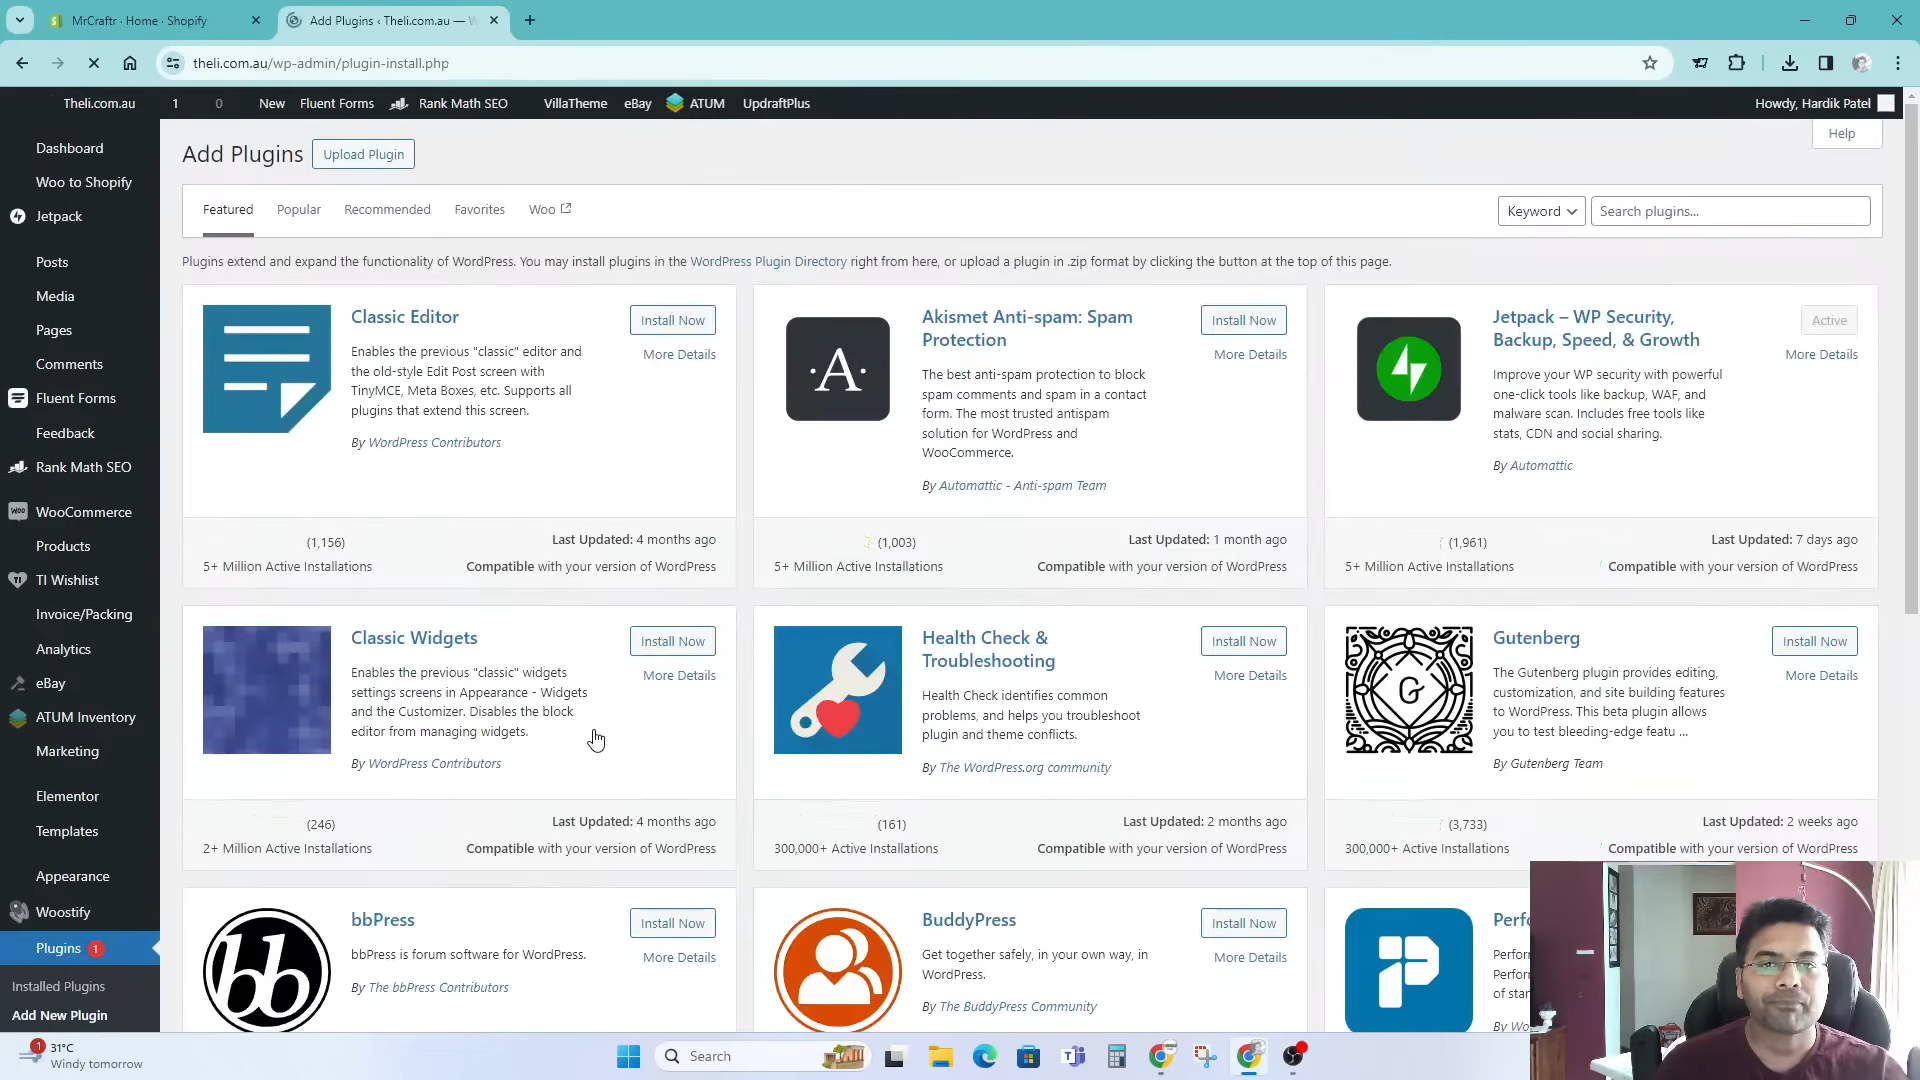 MrCraftr · Home · Shopify
Add Plugins ‹ Theli.com.au — W
theli.com.au/wp-admin/plugin-install.php
Theli.com.au 1 0 New Fluent Forms Rank Math SEO VillaTheme eBay ATUM UpdraftPlus Howdy, Hardik Patel
Help
Dashboard
Woo to Shopify
Jetpack
Posts
Media
Pages
Comments
Fluent Forms
Feedback
Rank Math SEO
WooCommerce
Products
TI Wishlist
Invoice/Packing
Analytics
eBay
ATUM Inventory
Marketing
Elementor
Templates
Appearance
Woostify
Plugins 1
Installed Plugins
Add New Plugin
Add Plugins Upload Plugin
Featured Popular Recommended Favorites Woo Keyword Search plugins...
Plugins extend and expand the functionality of WordPress. You may install plugins in the WordPress Plugin Directory right from here, or upload a plugin in .zip format by clicking the button at the top of this page.
Classic Editor
Install Now
More Details
Enables the previous "classic" editor and
the old-style Edit Post screen with
TinyMCE, Meta Boxes, etc. Supports all
plugins that extend this screen.
By WordPress Contributors
(1,156)
Last Updated: 4 months ago
5+ Million Active Installations
Compatible with your version of WordPress
Akismet Anti-spam: Spam
Protection
Install Now
More Details
The best anti-spam protection to block
spam comments and spam in a contact
form. The most trusted antispam
solution for WordPress and
WooCommerce.
By Automattic - Anti-spam Team
(1,003)
Last Updated: 1 month ago
5+ Million Active Installations
Compatible with your version of WordPress
Jetpack – WP Security,
Backup, Speed, & Growth
Active
More Details
Improve your WP security with powerful
one-click tools like backup, WAF, and
malware scan. Includes free tools like
stats, CDN and social sharing.
By Automattic
(1,961)
Last Updated: 7 days ago
5+ Million Active Installations
Compatible with your version of WordPress
Classic Widgets
Install Now
More Details
Enables the previous "classic" widgets
settings screens in Appearance - Widgets
and the Customizer. Disables the block
editor from managing widgets.
By WordPress Contributors
(246)
Last Updated: 4 months ago
2+ Million Active Installations
Compatible with your version of WordPress
Health Check &
Troubleshooting
Install Now
More Details
Health Check identifies common
problems, and helps you troubleshoot
plugin and theme conflicts.
By The WordPress.org community
(161)
Last Updated: 2 months ago
300,000+ Active Installations
Compatible with your version of WordPress
Gutenberg
Install Now
More Details
The Gutenberg plugin provides editing,
customization, and site building features
to WordPress. This beta plugin allows
you to test bleeding-edge featu ...
By Gutenberg Team
(3,733)
Last Updated: 2 weeks ago
300,000+ Active Installations
Compatible with your version of WordPress
bbPress
Install Now
More Details
bbPress is forum software for WordPress.
By The bbPress Contributors
BuddyPress
Install Now
More Details
Get together safely, in your own way, in
WordPress.
By The BuddyPress Community
By
1
31°C
Windy tomorrow
Search